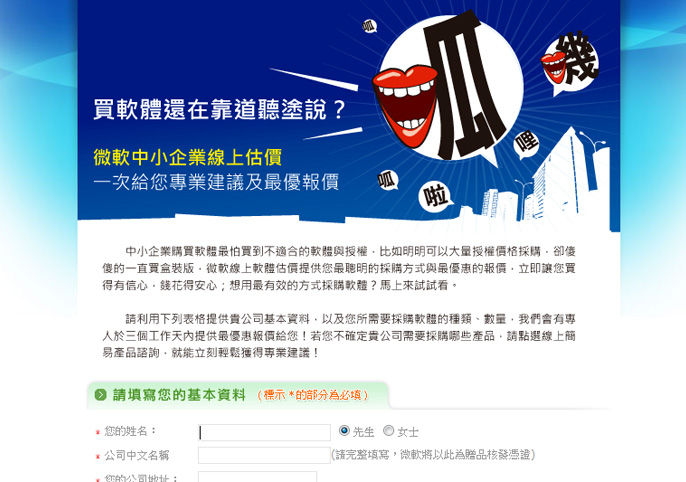 呱
瓜
幾
哩
呱
啦
買軟體還在靠道聽塗說？
微軟中小企業線上估價
一次給您專業建議及最優報價
中小企業購買軟體最怕買到不適合的軟體與授權，比如明明可以大量授權價格採購，卻傻
傻的一直買盒裝版，微軟線上軟體估價提供您最聰明的採購方式與最優惠的報價，立即讓您買
得有信心，錢花得安心；想用最有效的方式採購軟體？馬上來試試看。
請利用下列表格提供貴公司基本資料，以及您所需要採購軟體的種類、數量，我們會有專
人於三個工作天內提供最優惠報價給您！若您不確定貴公司需要採購哪些產品，請點選線上簡
易產品諮詢，就能立刻輕鬆獲得專業建議！
請填寫您的基本資料 （標示 *的部分為必填）
* 您的姓名： 先生 女士
* 公司中文名稱 (請完整填寫，微軟將以此為贈品核發憑證)
* 您的公司地址：